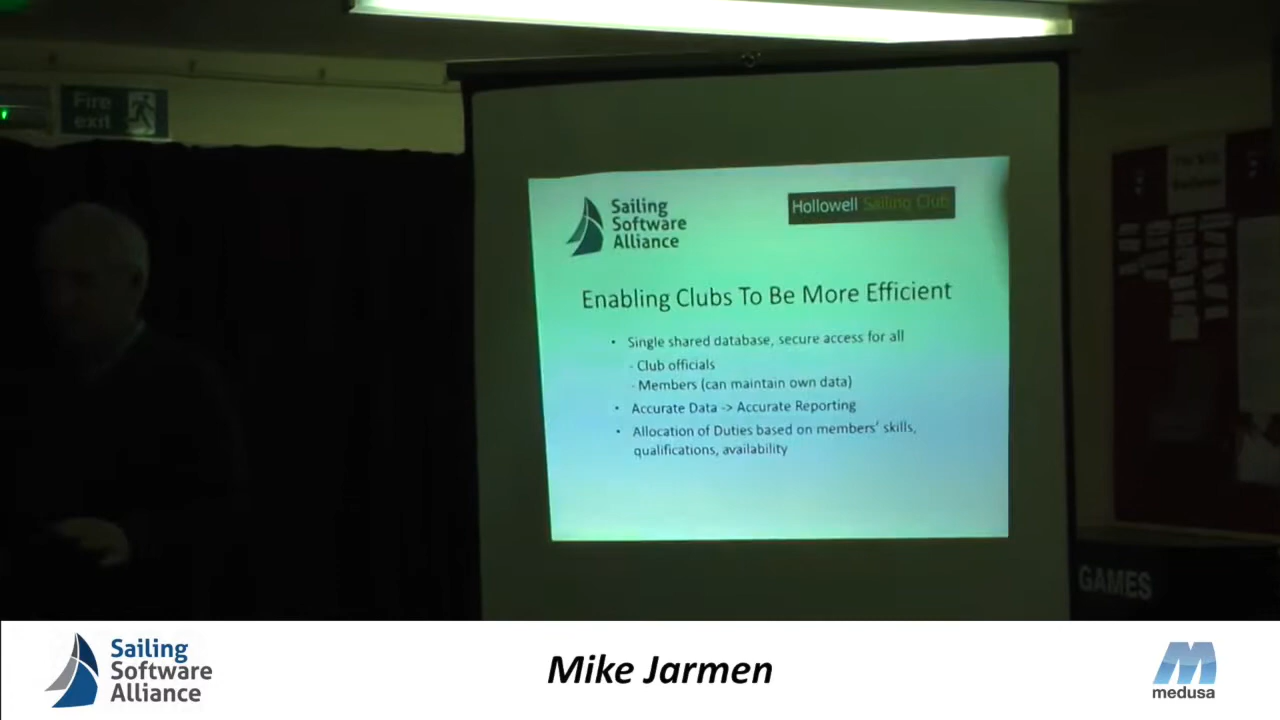 Fire
exit
Sailing
Software
Alliance
Hollowell Sailing Club
Enabling Clubs To Be More Efficient
• Single shared database, secure access for all
- Club officials
- Members (can maintain own data)
• Accurate Data -> Accurate Reporting
• Allocation of Duties based on members' skills,
qualifications, availability
GAMES
Sailing
Software
Alliance
Mike Jarmen
medusa